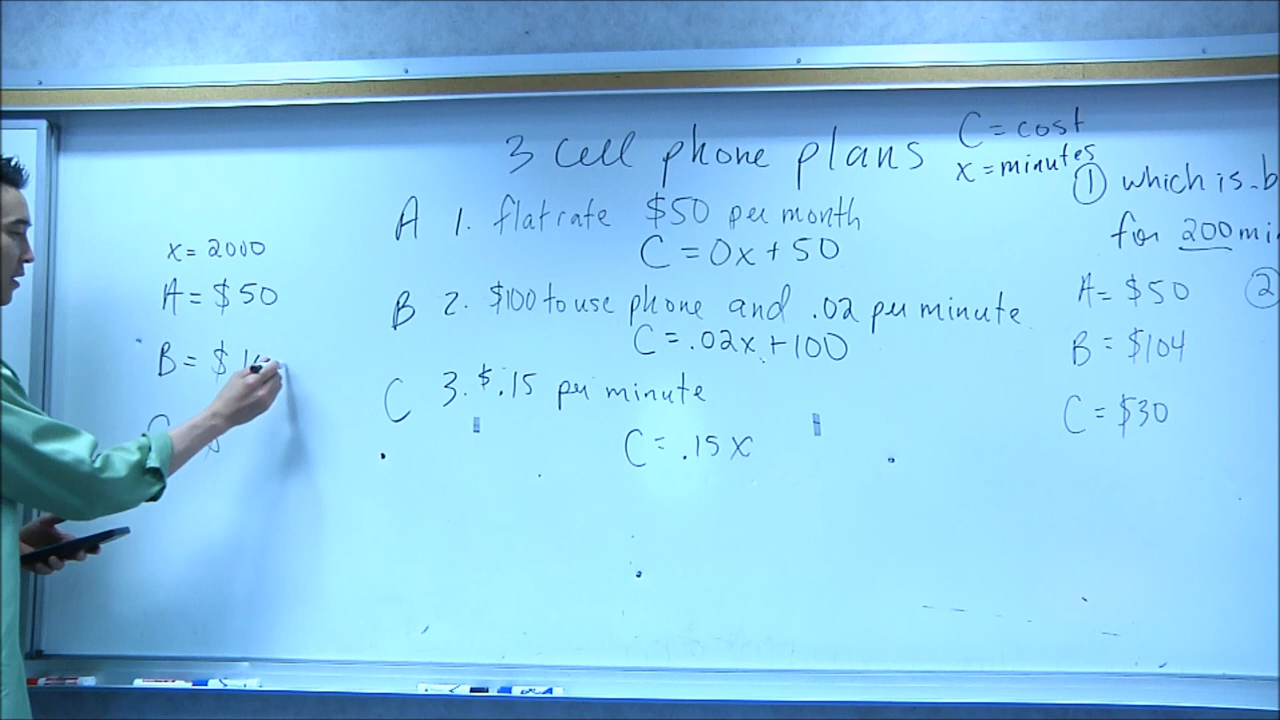 3 cell phone plans
C = cost
x = minutes
① which is
for 200
A 1. flat rate $50 per month
C = 0x + 50
B 2. $100 to use phone and .02 per minute
C = .02x + 100
C 3. $.15 per minute
C = .15x
x = 2000
A = $50
B = $
A = $50
B = $104
C = $30
②